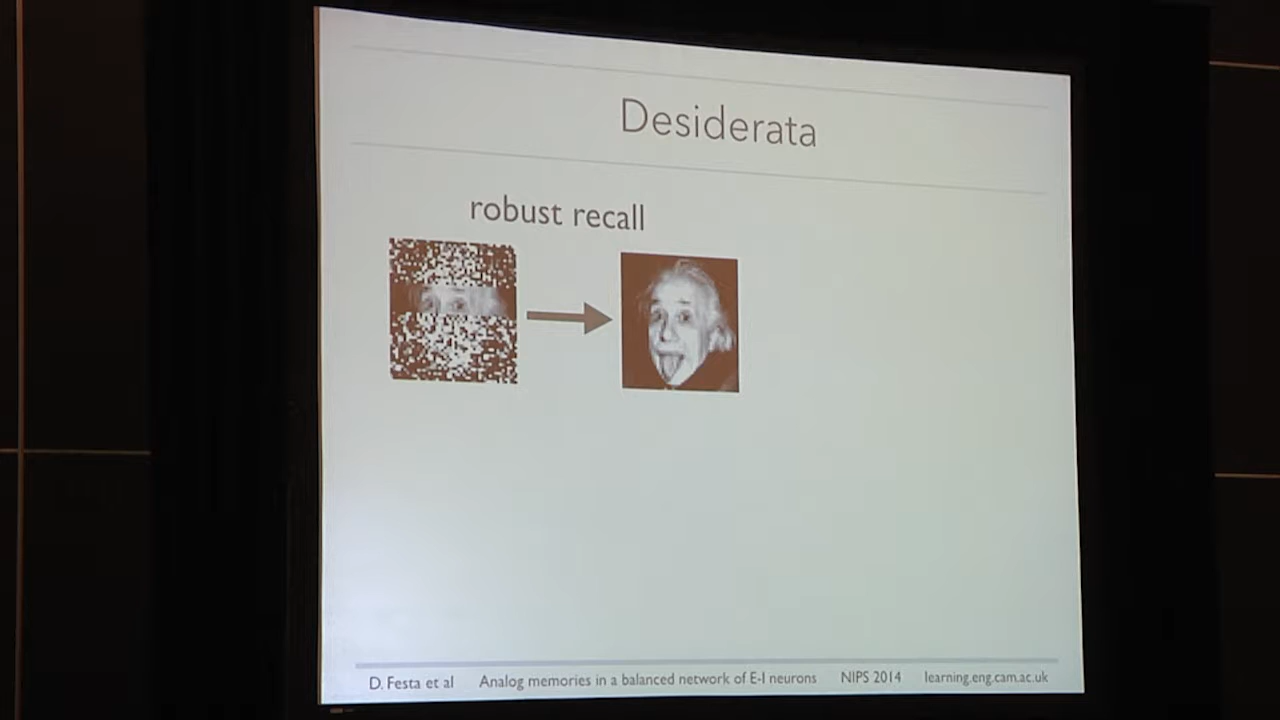 Desiderata
robust recall
D. Festa et al Analog memories in a balanced network of E-I neurons NIPS 2014 learning.eng.cam.ac.uk